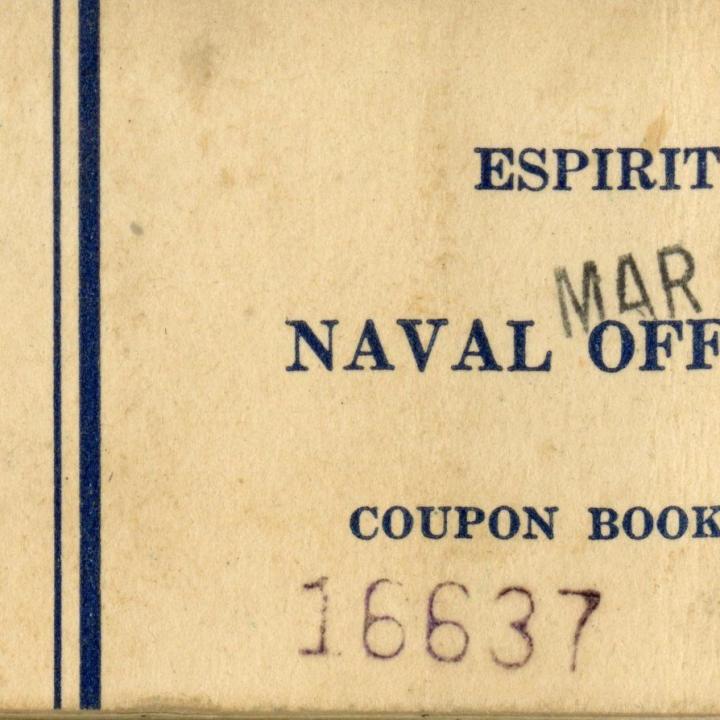 ESPIRIT
MAR
NAVAL OFF
COUPON BOOK
16637